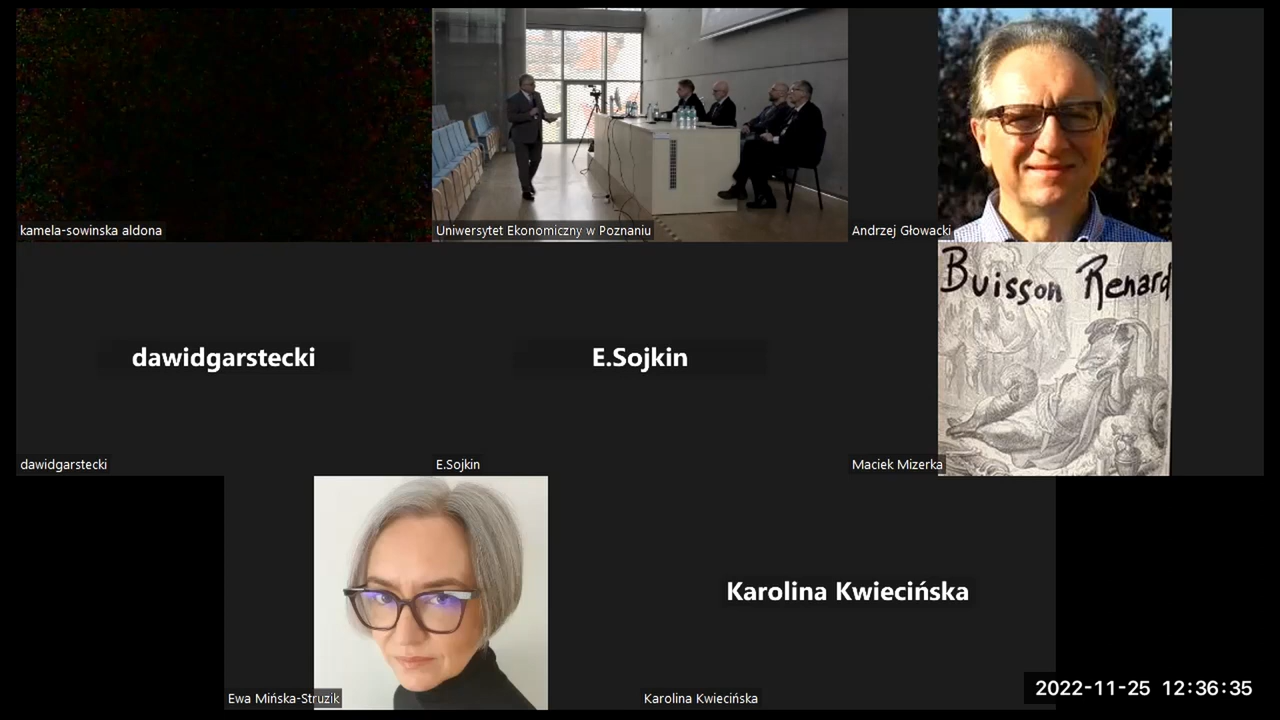 kamela-sowinska aldona
Uniwersytet Ekonomiczny w Poznaniu
Andrzej Głowacki
dawidgarstecki
dawidgarstecki
E.Sojkin
E.Sojkin
Buisson Renard
Maciek Mizerka
Ewa Mińska-Struzik
Karolina Kwiecińska
Karolina Kwiecińska
2022-11-25 12:36:35